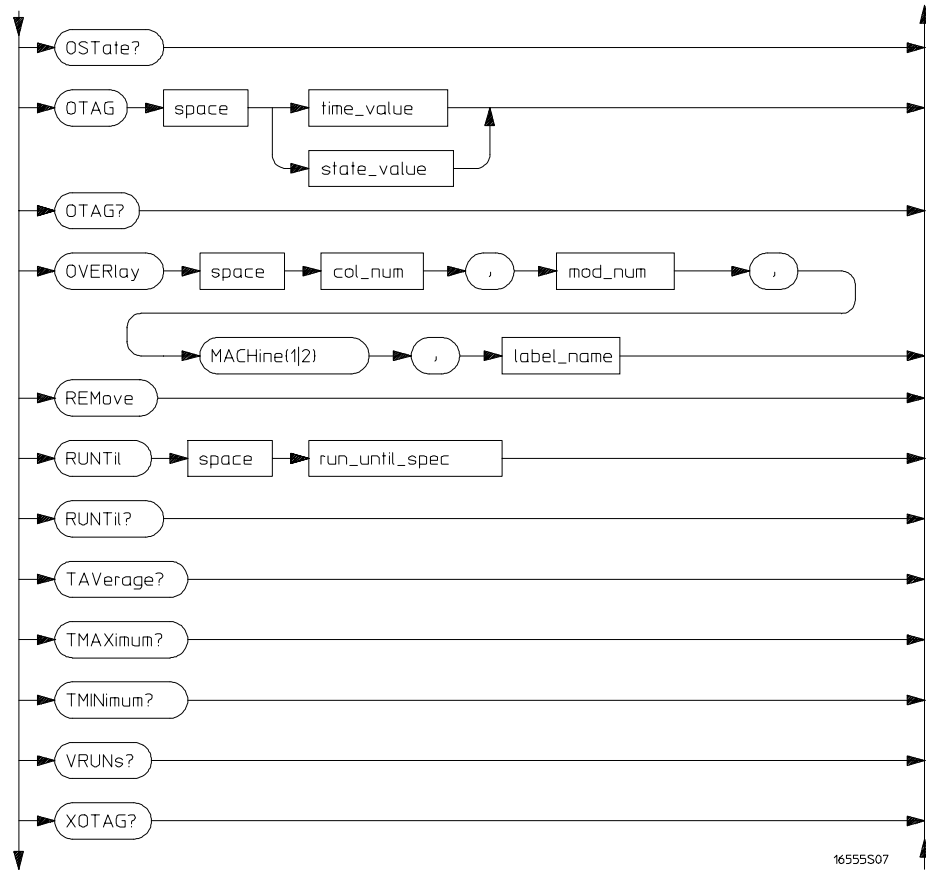 OSTate?
OTAG space time_value
state_value
OTAG?
OVERlay space col_num , mod_num ,
MACHine{1|2} , label_name
REMove
RUNTil space run_until_spec
RUNTil?
TAVerage?
TMAXimum?
TMINimum?
VRUNs?
XOTAG?
16555S07